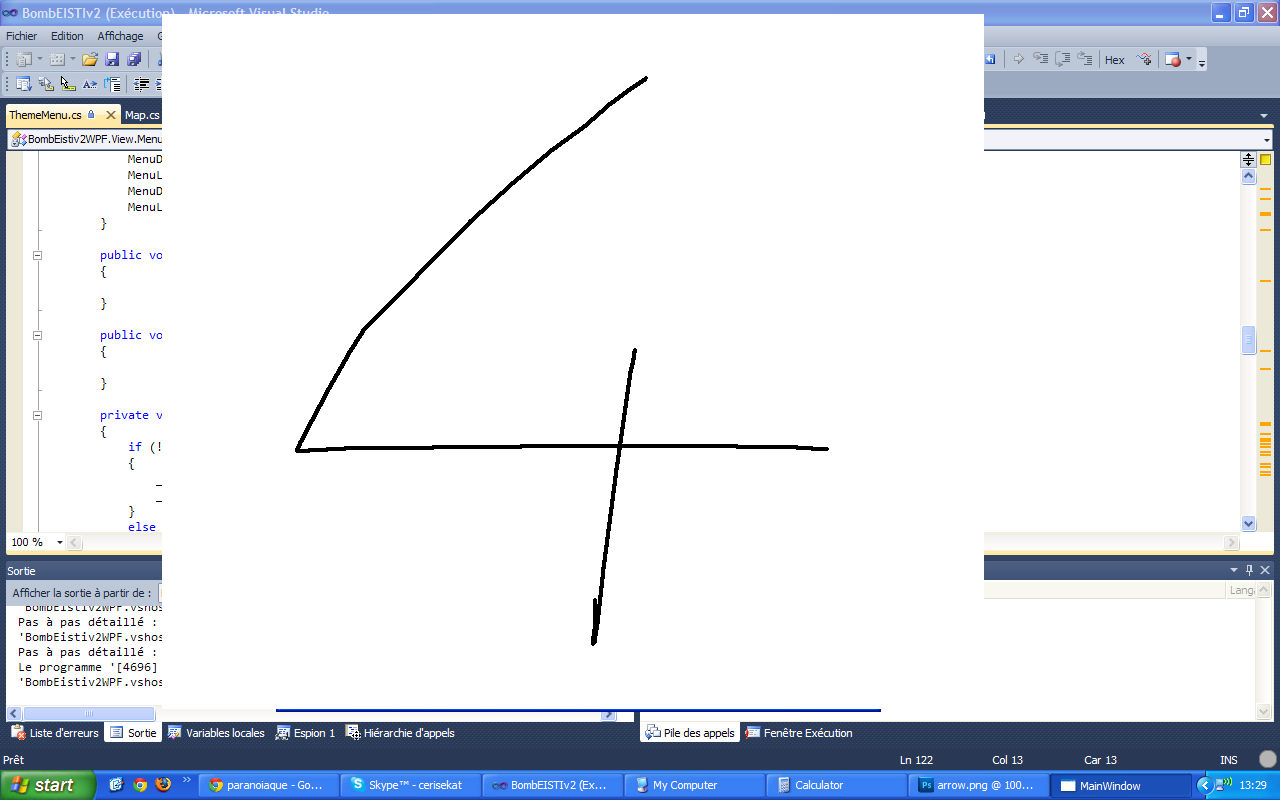 BombEISTIv2 (Exécution) - Microsoft Visual Studio
Fichier Edition Affichage
Hex
ThemeMenu.cs Map.cs
BombEistiv2WPF.View.Menu
MenuD
MenuL
MenuD
MenuL
}
public vo
{
}
public vo
{
}
private v
{
if (!
{
}
else
4
100 %
Sortie
Afficher la sortie à partir de :
Lang
'BombEistiv2WPF.vshos
Pas à pas détaillé :
'BombEistiv2WPF.vshos
Pas à pas détaillé :
Le programme '[4696]
'BombEistiv2WPF.vshos
Liste d'erreurs Sortie Variables locales Espion 1 Hiérarchie d'appels Pile des appels Fenêtre Exécution
Prêt Ln 122 Col 13 Car 13 INS
start paranoiaque - Go... Skype™ - cerisekat BombEISTIv2 (Exé... My Computer Calculator arrow.png @ 100... MainWindow 13:29